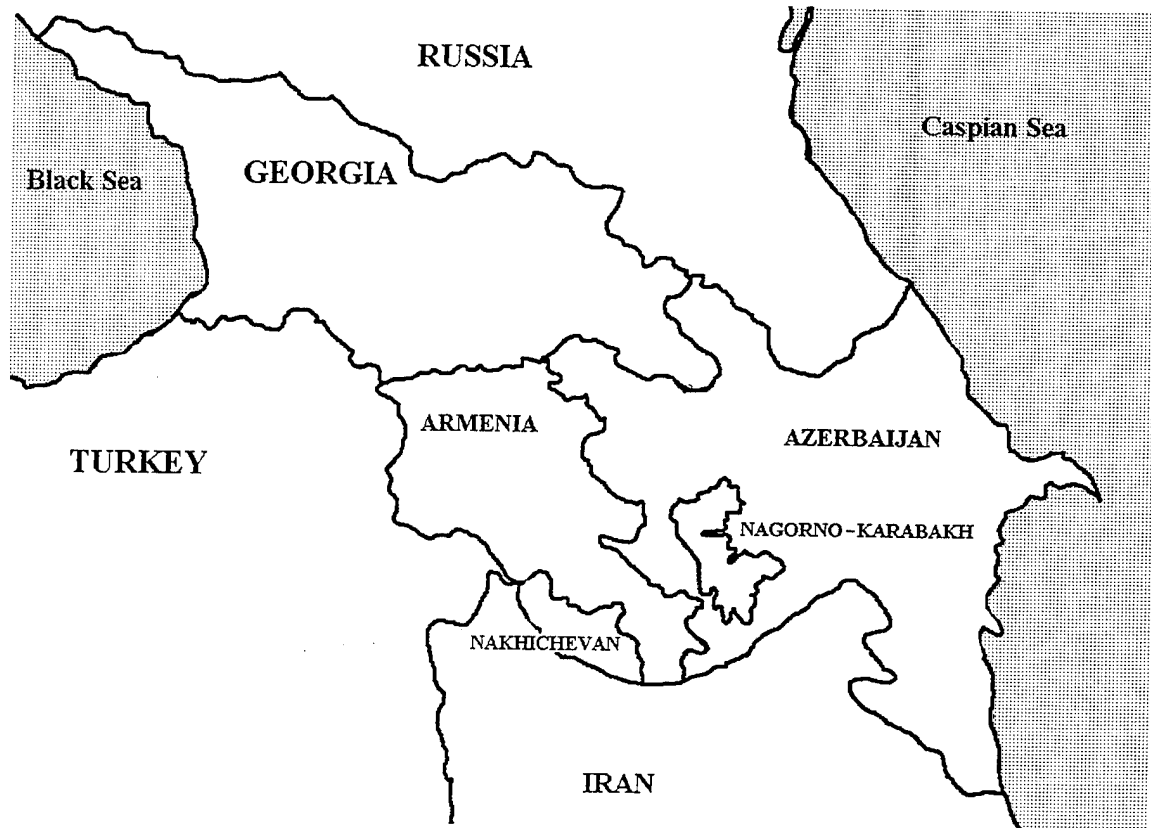 RUSSIA
Caspian Sea
GEORGIA
Black Sea
ARMENIA
AZERBAIJAN
TURKEY
NAGORNO-KARABAKH
NAKHICHEVAN
IRAN